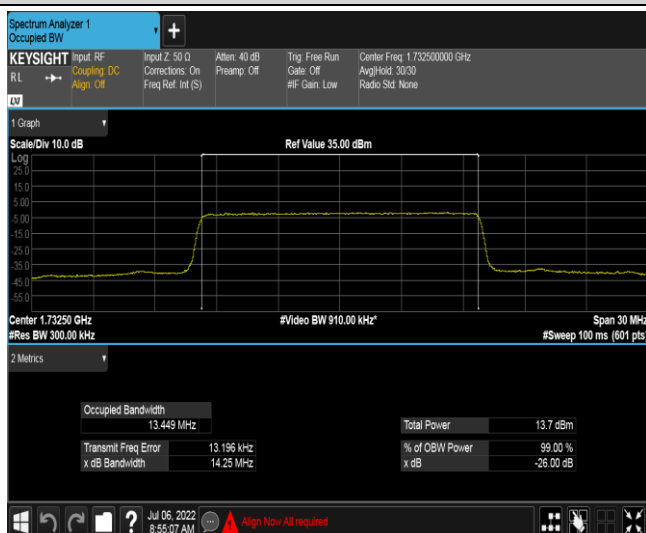 Spectrum Analyzer 1
Occupied BW
+
KEYSIGHT
RL
LXI
Input: RF
Coupling: DC
Align: Off
Input Z: 50 Ω
Corrections: On
Freq Ref: Int (S)
Atten: 40 dB
Preamp: Off
Trig: Free Run
Gate: Off
#IF Gain: Low
Center Freq: 1.732500000 GHz
Avg|Hold: 30/30
Radio Std: None
1 Graph
Scale/Div 10.0 dB
Ref Value 35.00 dBm
Log
25.0
15.0
5.00
-5.00
-15.0
-25.0
-35.0
-45.0
-55.0
Center 1.73250 GHz
#Video BW 910.00 kHz*
Span 30 MHz
#Res BW 300.00 kHz
#Sweep 100 ms (601 pts)
2 Metrics
Occupied Bandwidth
13.449 MHz
Total Power 13.7 dBm
Transmit Freq Error 13.196 kHz
% of OBW Power 99.00 %
x dB Bandwidth 14.25 MHz
x dB -26.00 dB
?
Jul 06, 2022
8:55:07 AM
Align Now All required